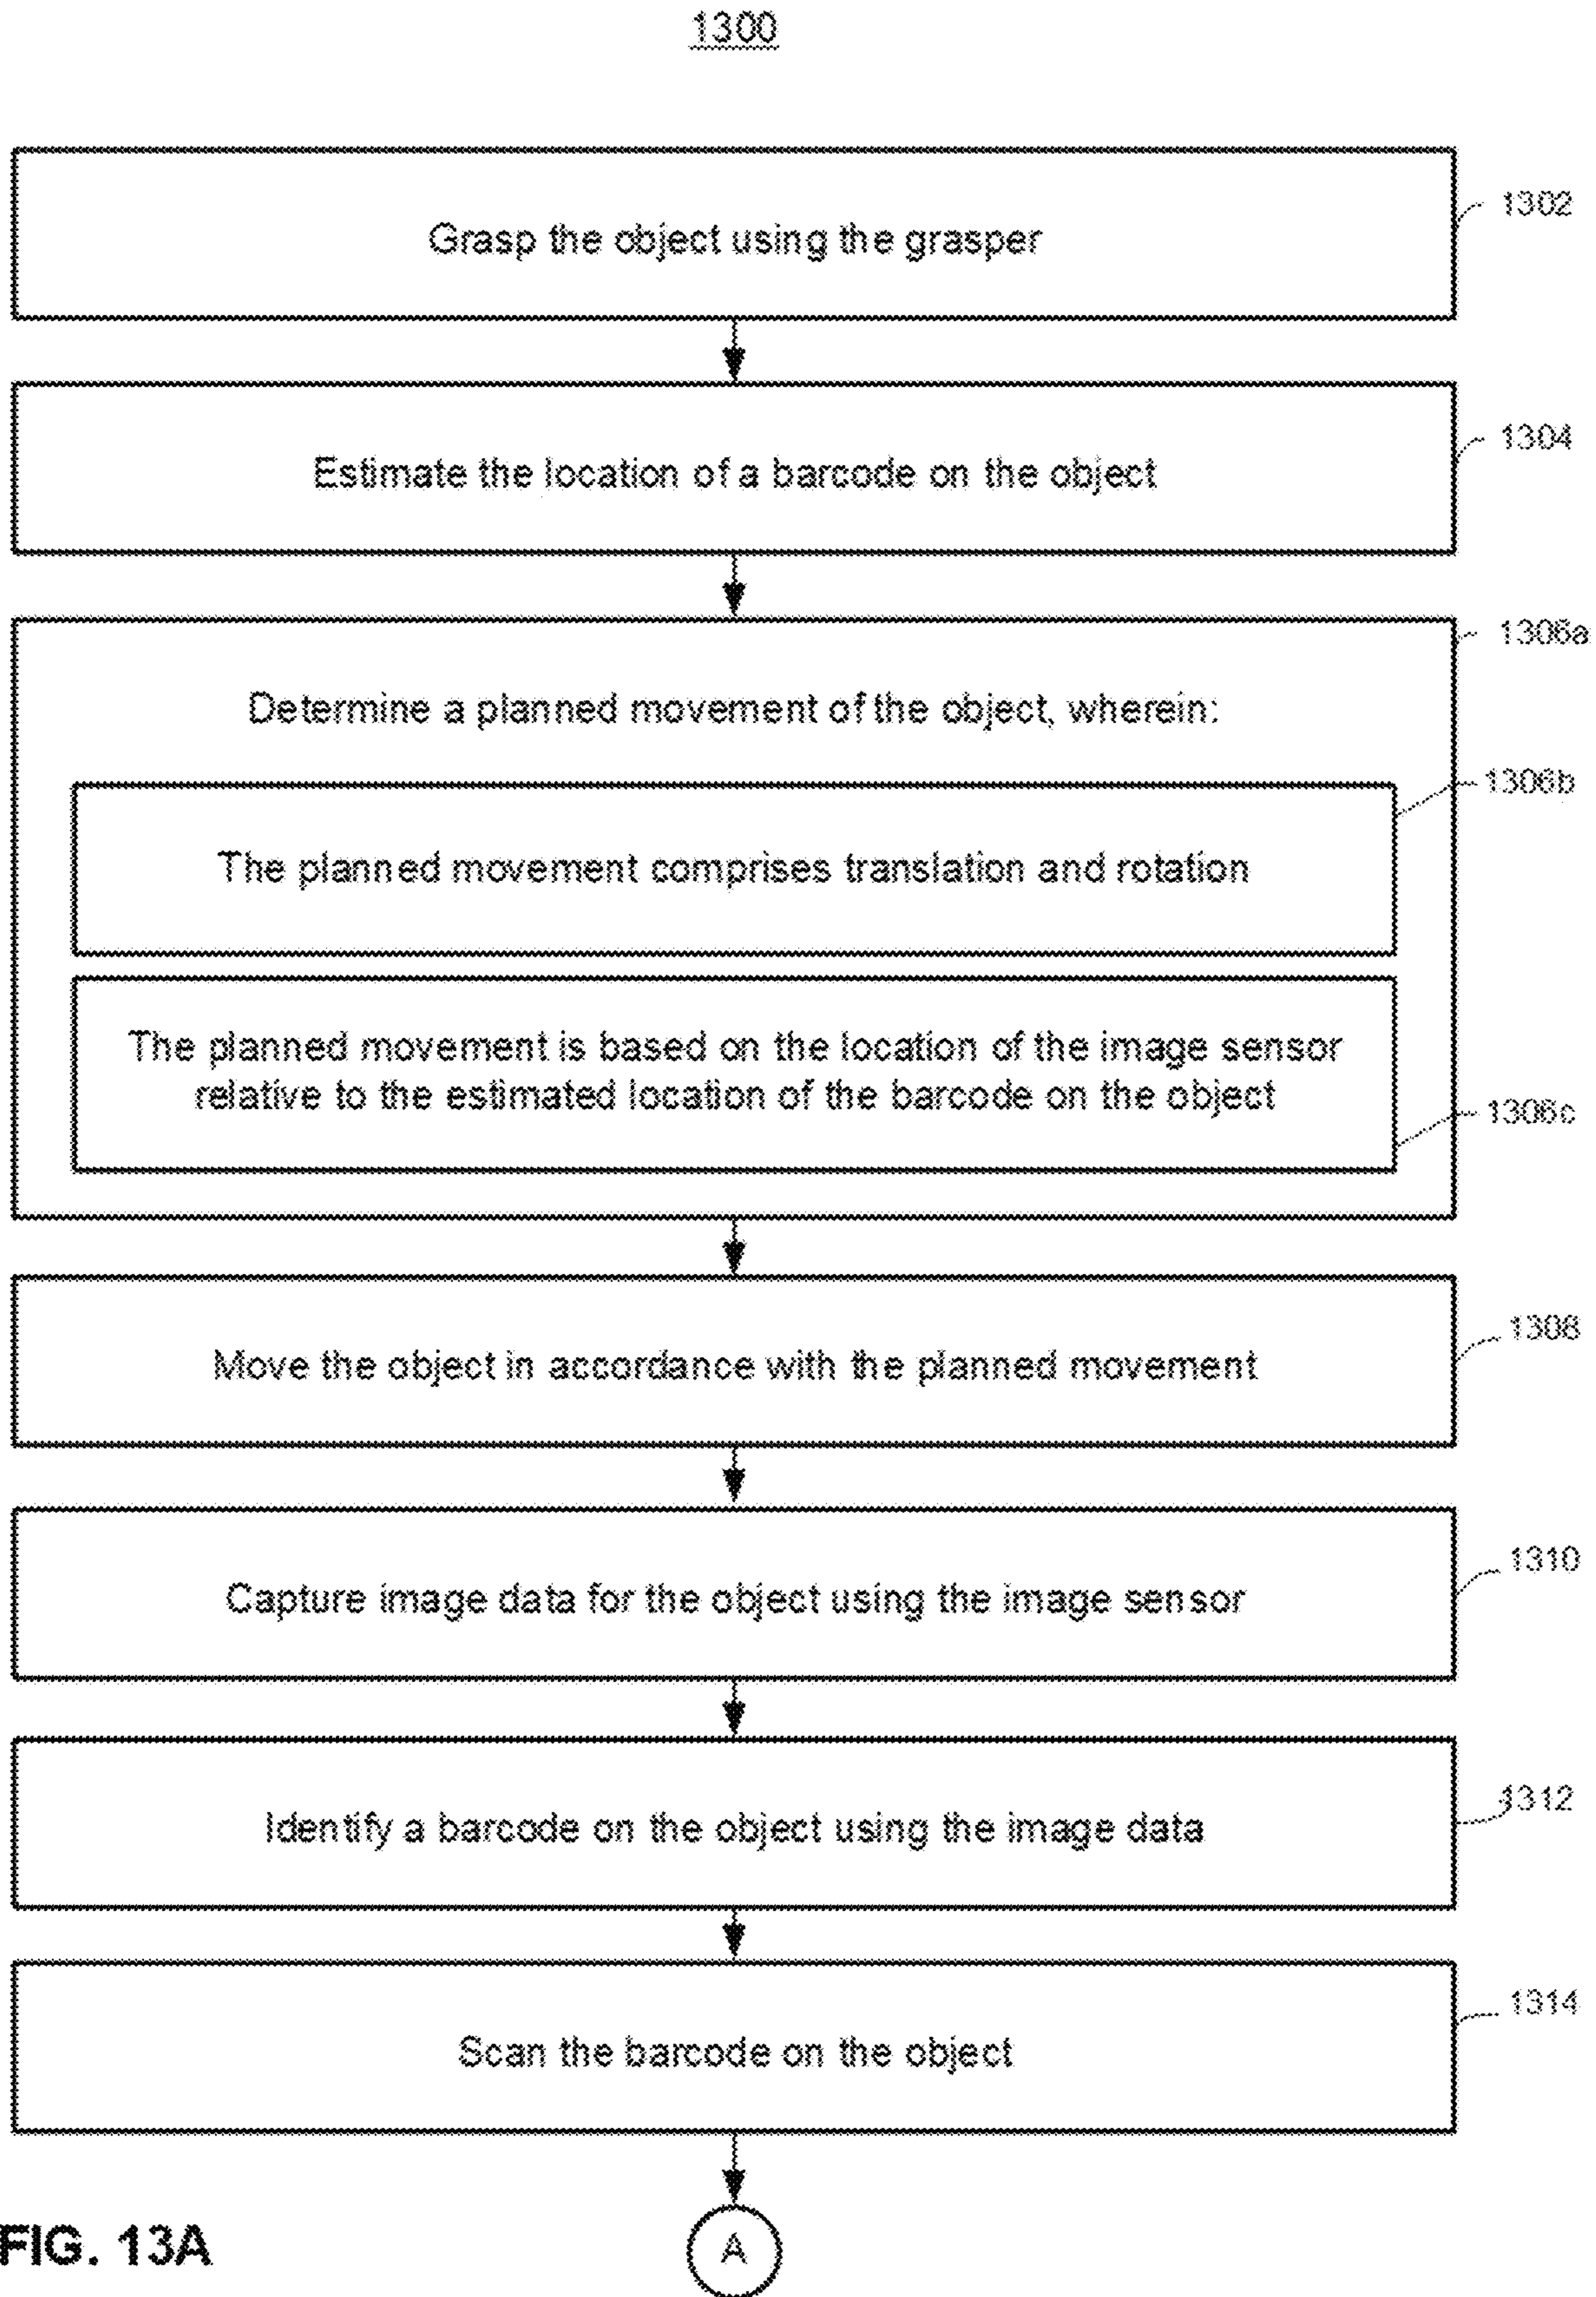 1300
Grasp the object using the grasper
1302
Estimate the location of a barcode on the object
1304
Determine a planned movement of the object, wherein:
1306a
The planned movement comprises translation and rotation
1306b
The planned movement is based on the location of the image sensor
relative to the estimated location of the barcode on the object
1306c
Move the object in accordance with the planned movement
1308
Capture image data for the object using the image sensor
1310
Identify a barcode on the object using the image data
1312
Scan the barcode on the object
1314
A
FIG. 13A